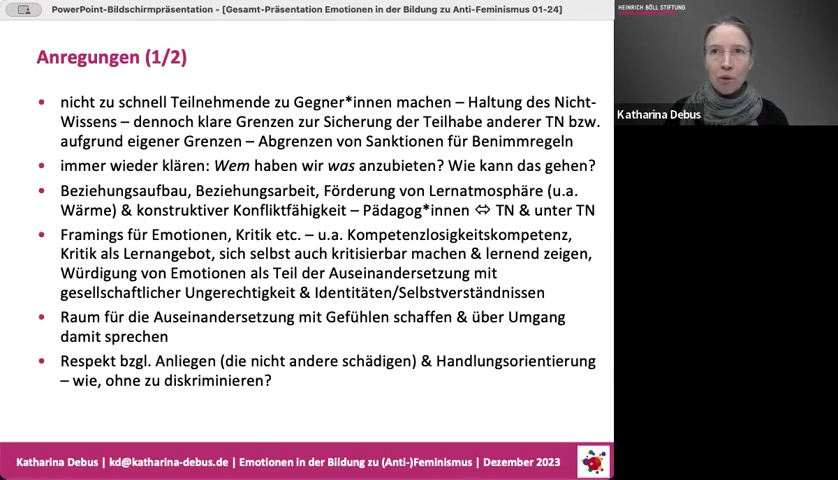 PowerPoint-Bildschirmpräsentation - [Gesamt-Präsentation Emotionen in der Bildung zu Anti-Feminismus 01-24]
HEINRICH BÖLL STIFTUNG
Katharina Debus
Anregungen (1/2)
• nicht zu schnell Teilnehmende zu Gegner*innen machen – Haltung des Nicht-
Wissens – dennoch klare Grenzen zur Sicherung der Teilhabe anderer TN bzw.
aufgrund eigener Grenzen – Abgrenzen von Sanktionen für Benimmregeln
• immer wieder klären: Wem haben wir was anzubieten? Wie kann das gehen?
• Beziehungsaufbau, Beziehungsarbeit, Förderung von Lernatmosphäre (u.a.
Wärme) & konstruktiver Konfliktfähigkeit – Pädagog*innen ⇔ TN & unter TN
• Framings für Emotionen, Kritik etc. – u.a. Kompetenzlosigkeitskompetenz,
Kritik als Lernangebot, sich selbst auch kritisierbar machen & lernend zeigen,
Würdigung von Emotionen als Teil der Auseinandersetzung mit
gesellschaftlicher Ungerechtigkeit & Identitäten/Selbstverständnissen
• Raum für die Auseinandersetzung mit Gefühlen schaffen & über Umgang
damit sprechen
• Respekt bzgl. Anliegen (die nicht andere schädigen) & Handlungsorientierung
– wie, ohne zu diskriminieren?
Katharina Debus | kd@katharina-debus.de | Emotionen in der Bildung zu (Anti-)Feminismus | Dezember 2023